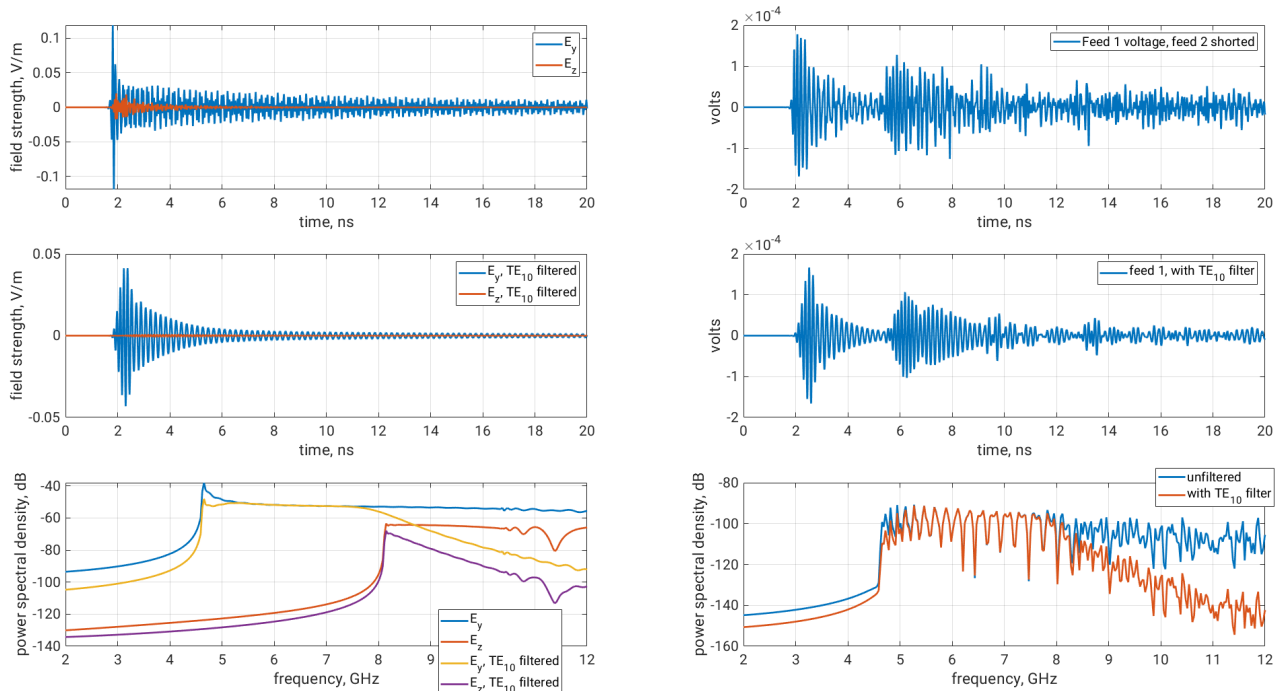 field strength, V/m
0.1
0.05
0
-0.05
-0.1
E_y
E_z
0 2 4 6 8 10 12 14 16 18 20
time, ns
×10^-4
volts
2
1
0
-1
-2
Feed 1 voltage, feed 2 shorted
0 2 4 6 8 10 12 14 16 18 20
time, ns
field strength, V/m
0.05
0
-0.05
E_y, TE_10 filtered
E_z, TE_10 filtered
0 2 4 6 8 10 12 14 16 18 20
time, ns
×10^-4
volts
2
1
0
-1
-2
feed 1, with TE_10 filter
0 2 4 6 8 10 12 14 16 18 20
time, ns
power spectral density, dB
-40
-60
-80
-100
-120
-140
2 3 4 5 6 7 8 9 12
frequency, GHz
E_y
E_z
E_y, TE_10 filtered
E_z, TE_10 filtered
power spectral density, dB
-80
-100
-120
-140
-160
unfiltered
with TE_10 filter
2 3 4 5 6 7 8 9 10 11 12
frequency, GHz